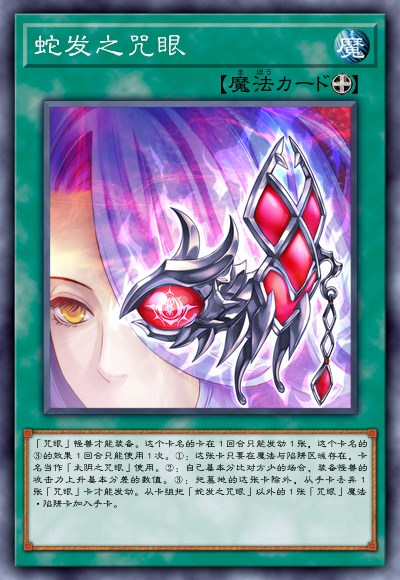 蛇发之咒眼
魔
【魔法カード】
まほう
「咒眼」怪兽才能装备。这个卡名的卡在1回合只能发动1张,这个卡名的
③的效果1回合只能使用1次。①:这张卡只要在魔法与陷阱区域存在,卡
名当作「太阴之咒眼」使用。②:自己基本分比对方少的场合,装备怪兽的
攻击力上升基本分差的数值。③:把墓地的这张卡除外,从手卡丢弃1
张「咒眼」卡才能发动。从卡组把「蛇发之咒眼」以外的1张「咒眼」魔法
·陷阱卡加入手卡。